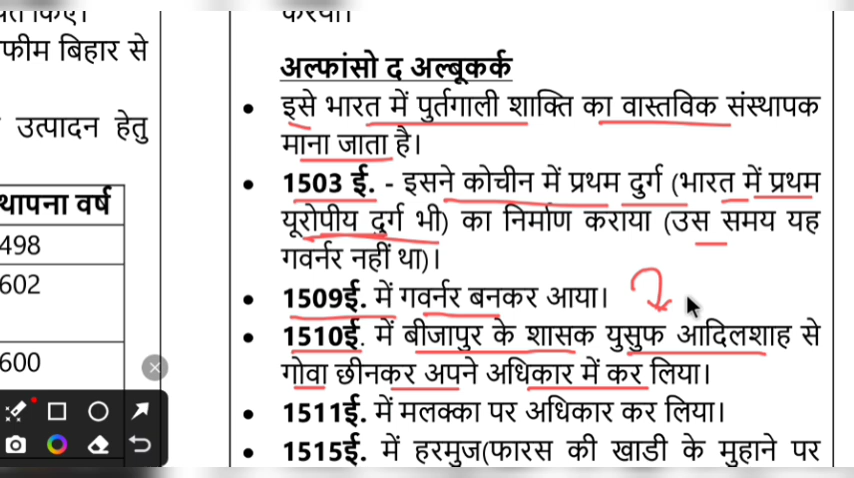 फीम बिहार से
उत्पादन हेतु
थापना वर्ष
498
602
600
करवा।
अल्फांसो द अल्बूकर्क
• इसे भारत में पुर्तगाली शाक्ति का वास्तविक संस्थापक
माना जाता है।
• 1503 ई. - इसने कोचीन में प्रथम दुर्ग (भारत में प्रथम
यूरोपीय दुर्ग भी) का निर्माण कराया (उस समय यह
गवर्नर नहीं था)।
• 1509ई. में गवर्नर बनकर आया।
• 1510ई. में बीजापुर के शासक युसुफ आदिलशाह से
गोवा छीनकर अपने अधिकार में कर लिया।
• 1511ई. में मलक्का पर अधिकार कर लिया।
• 1515ई. में हरमुज(फारस की खाडी के मुहाने पर